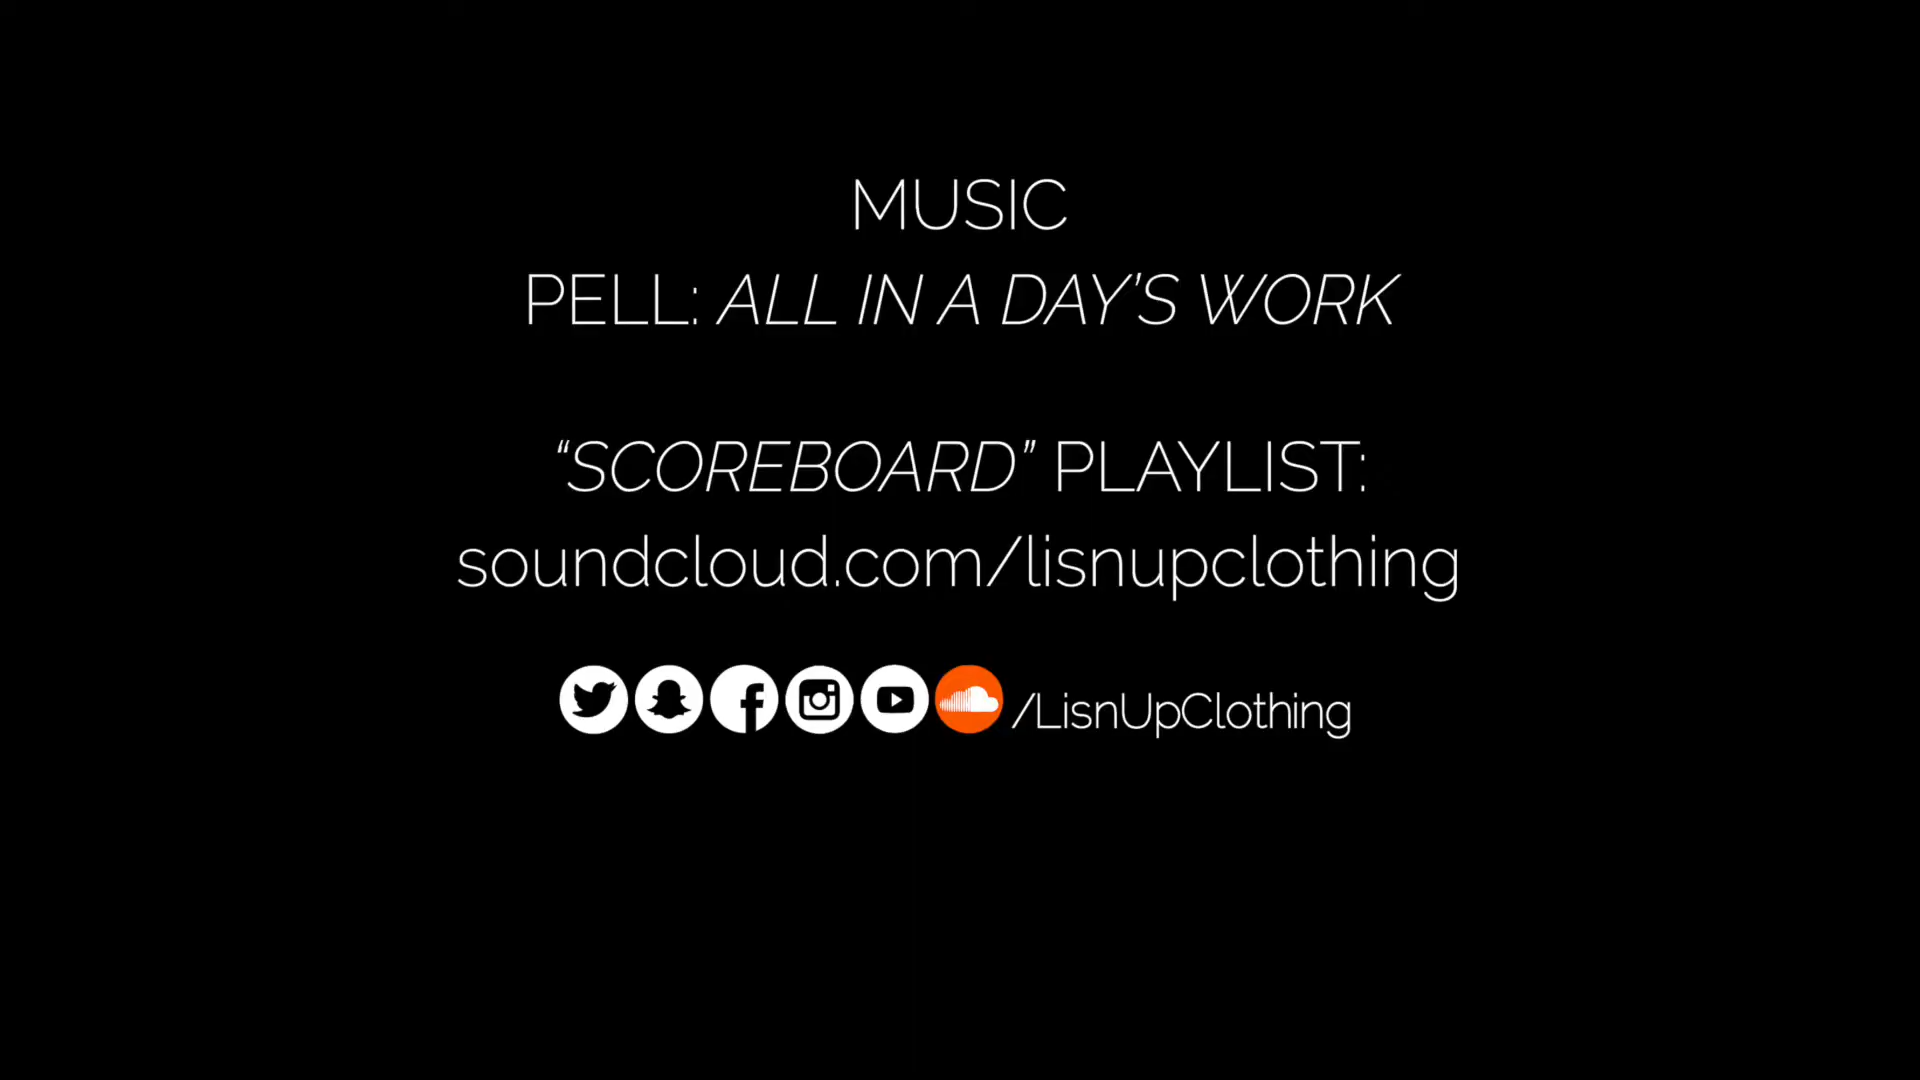 MUSIC
PELL: ALL IN A DAY’S WORK
“SCOREBOARD” PLAYLIST:
soundcloud.com/lisnupclothing
/LisnUpClothing